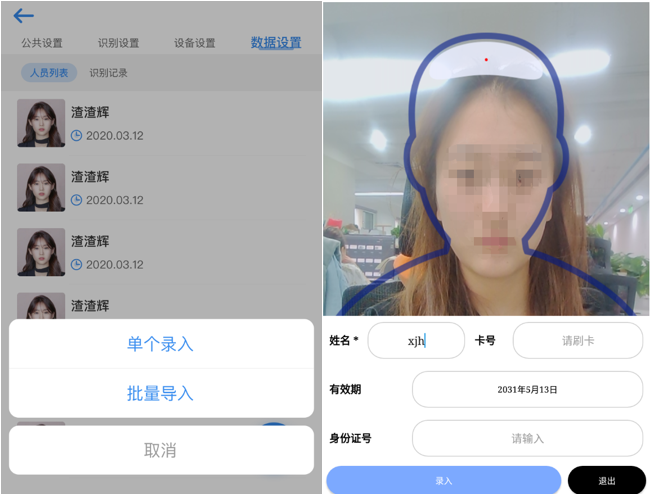 公共设置 识别设置 设备设置 数据设置
人员列表 识别记录
渣渣辉
2020.03.12
渣渣辉
2020.03.12
渣渣辉
2020.03.12
渣渣辉
单个录入
批量导入
取消
姓名 * xjh 卡号 请刷卡
有效期 2031年5月13日
身份证号 请输入
录入 退出